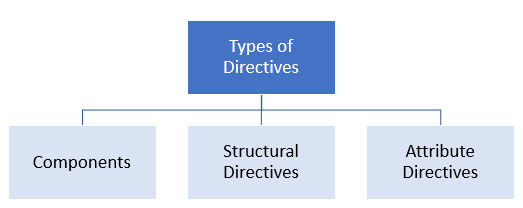 Types of
Directives
Components
Structural
Directives
Attribute
Directives